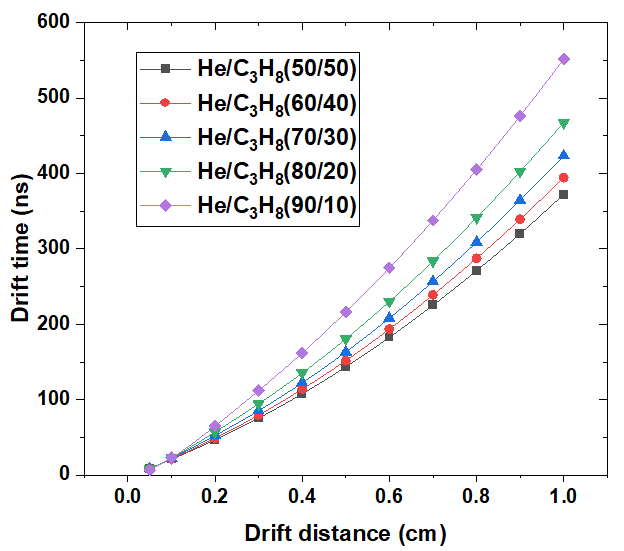 600
500
400
300
200
100
0
Drift time (ns)
He/C₃H₈(50/50)
He/C₃H₈(60/40)
He/C₃H₈(70/30)
He/C₃H₈(80/20)
He/C₃H₈(90/10)
0.0 0.2 0.4 0.6 0.8 1.0
Drift distance (cm)